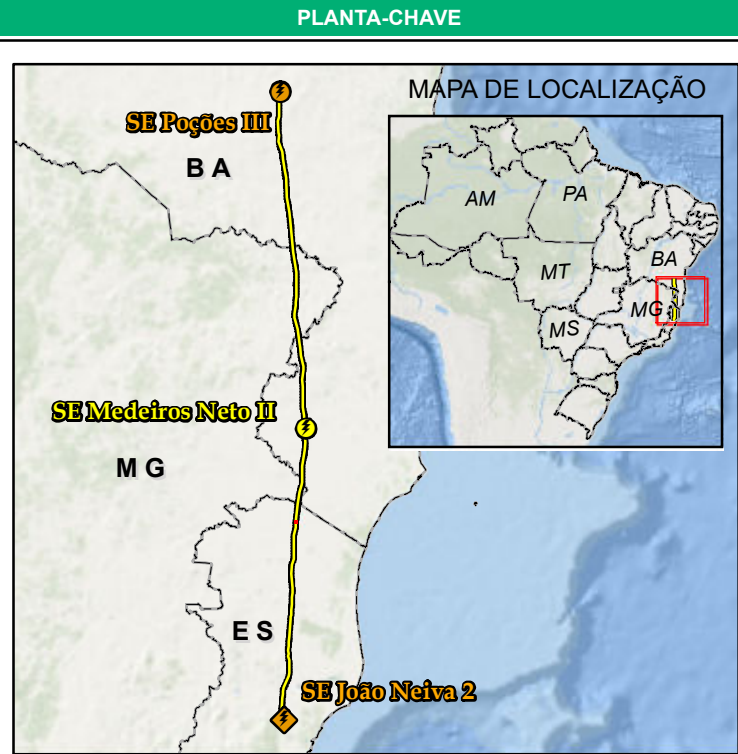 PLANTA-CHAVE
MAPA DE LOCALIZAÇÃO
SE Poções III
B A
AM
PA
BA
MT
MG
MS
SE Medeiros Neto II
M G
E S
SE João Neiva 2